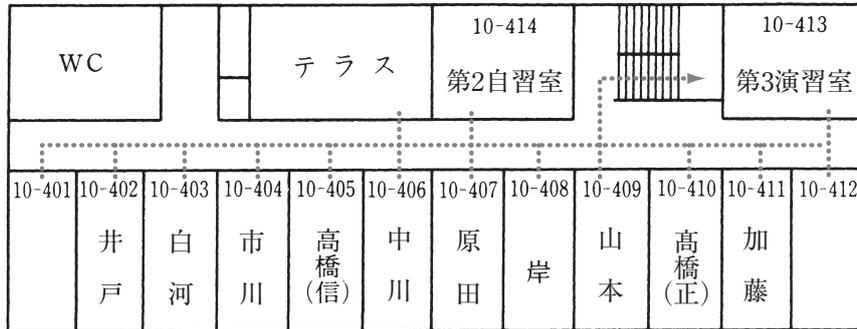 WC
テラス
10-414
第2自習室
10-413
第3演習室
10-401
10-402
井戸
10-403
白河
10-404
市川
10-405
高橋(信)
10-406
中川
10-407
原田
10-408
岸
10-409
山本
10-410
髙橋(正)
10-411
加藤
10-412